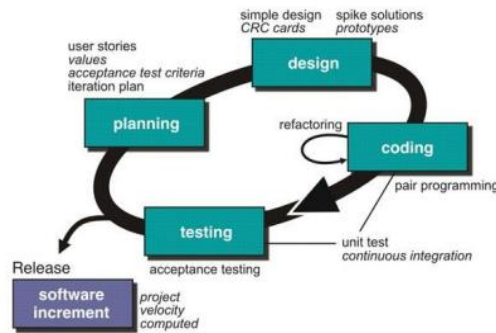 simple design
CRC cards
spike solutions
prototypes
user stories
values
acceptance test criteria
iteration plan
design
planning
refactoring
coding
pair programming
testing
unit test
continuous integration
acceptance testing
Release
software
increment
project
velocity
computed